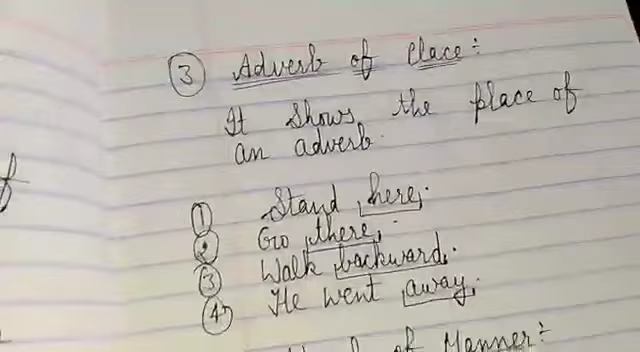 ③ Adverb of Place :-
It shows the place of
an adverb.
① Stand here.
② Go there.
③ Walk backward.
④ He went away.
of Manner :-